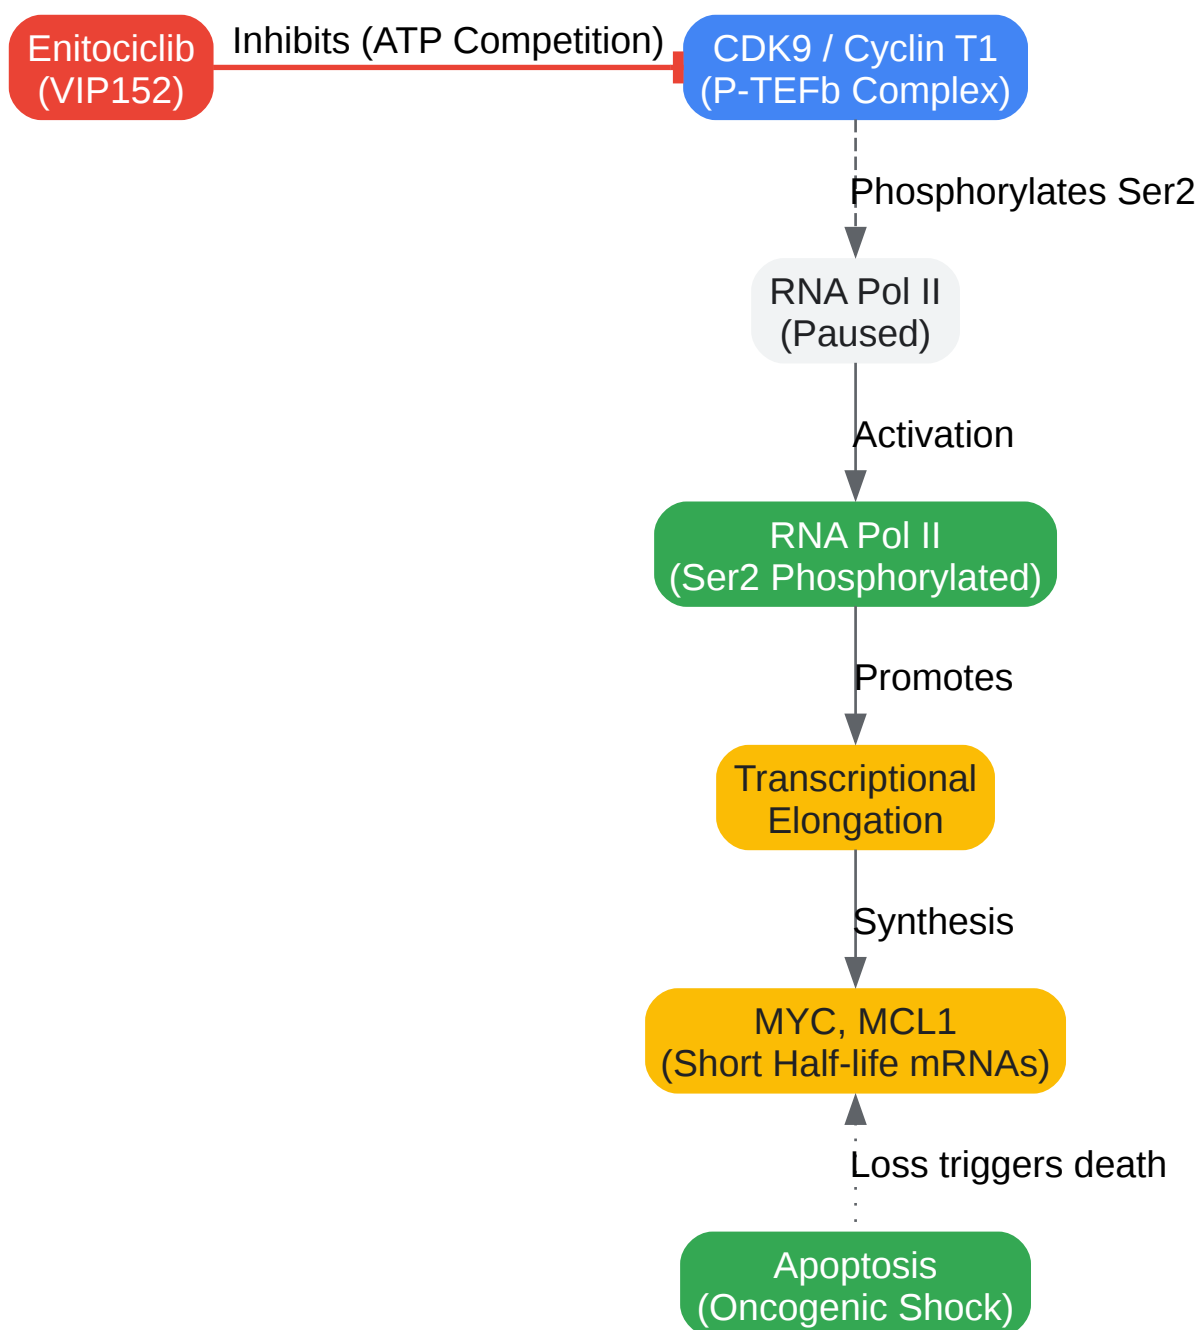 Enitociclib
(VIP152)
Inhibits (ATP Competition)
CDK9 / Cyclin T1
(P-TEFb Complex)
Phosphorylates Ser2
RNA Pol II
(Paused)
Activation
RNA Pol II
(Ser2 Phosphorylated)
Promotes
Transcriptional
Elongation
Synthesis
MYC, MCL1
(Short Half-life mRNAs)
Loss triggers death
Apoptosis
(Oncogenic Shock)